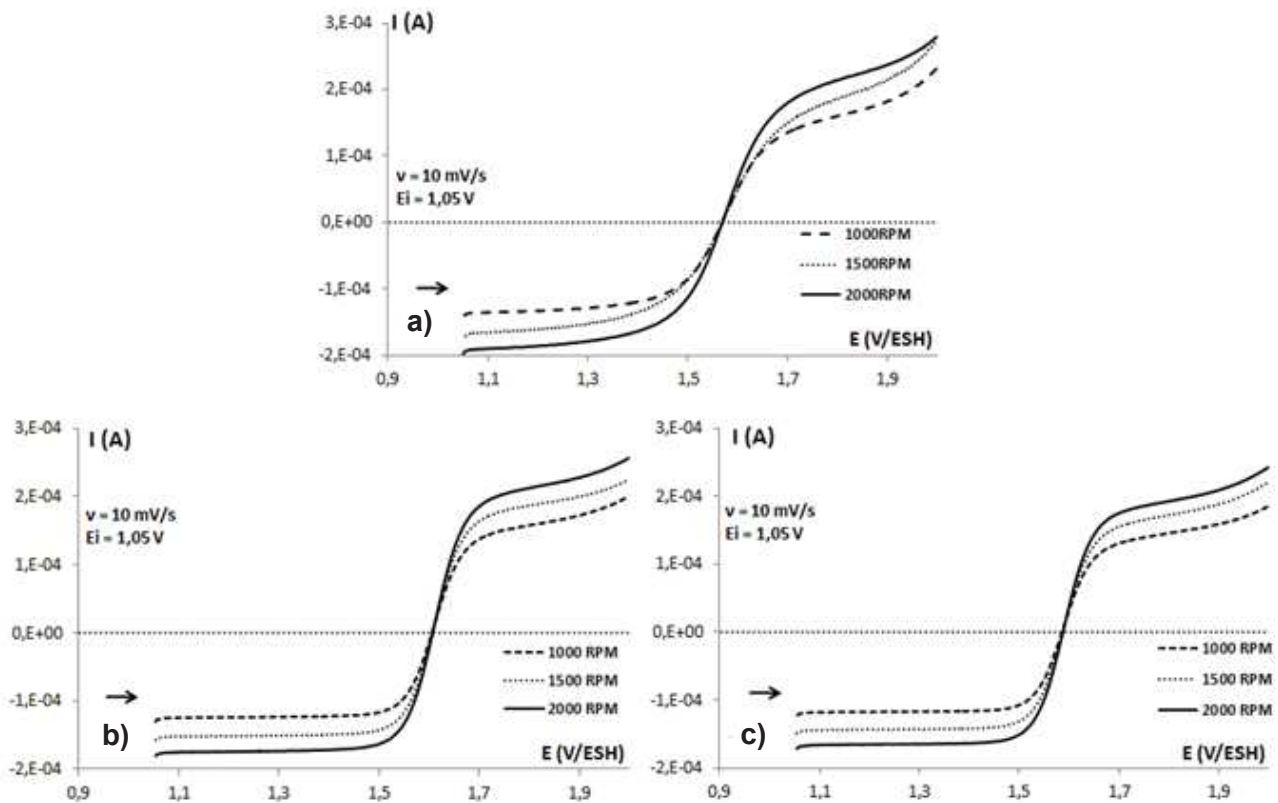 I (A)
3,E-04
2,E-04
1,E-04
0,E+00
-1,E-04
-2,E-04
v = 10 mV/s
Ei = 1,05 V
1000RPM
1500RPM
2000RPM
a)
E (V/ESH)
0,9 1,1 1,3 1,5 1,7 1,9
I (A)
3,E-04
2,E-04
1,E-04
0,E+00
-1,E-04
-2,E-04
v = 10 mV/s
Ei = 1,05 V
1000 RPM
1500 RPM
2000 RPM
b)
E (V/ESH)
0,9 1,1 1,3 1,5 1,7 1,9
I (A)
3,E-04
2,E-04
1,E-04
0,E+00
-1,E-04
-2,E-04
v = 10 mV/s
Ei = 1,05 V
1000 RPM
1500 RPM
2000 RPM
c)
E (V/ESH)
0,9 1,1 1,3 1,5 1,7 1,9